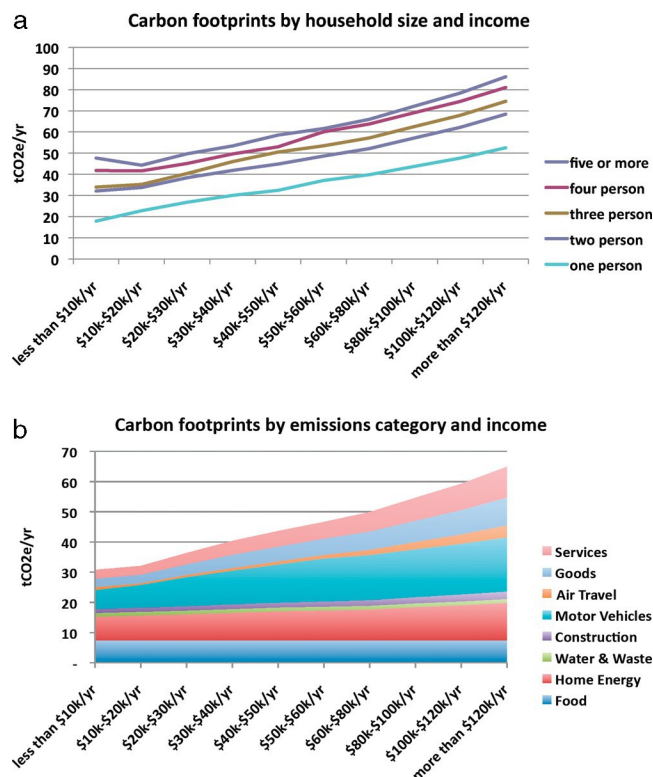 a
Carbon footprints by household size and income
100
90
80
70
60
50
40
30
20
10
0
tCO2e/yr
five or more
four person
three person
two person
one person
less than $10k/yr
$10k-$20k/yr
$20k-$30k/yr
$30k-$40k/yr
$40k-$50k/yr
$50k-$60k/yr
$60k-$80k/yr
$80k-$100k/yr
$100k-$120k/yr
more than $120k/yr
b
Carbon footprints by emissions category and income
70
60
50
40
30
20
10
-
tCO2e/yr
Services
Goods
Air Travel
Motor Vehicles
Construction
Water & Waste
Home Energy
Food
less than $10k/yr
$10k-$20k/yr
$20k-$30k/yr
$30k-$40k/yr
$40k-$50k/yr
$50k-$60k/yr
$60k-$80k/yr
$80k-$100k/yr
$100k-$120k/yr
more than $120k/yr